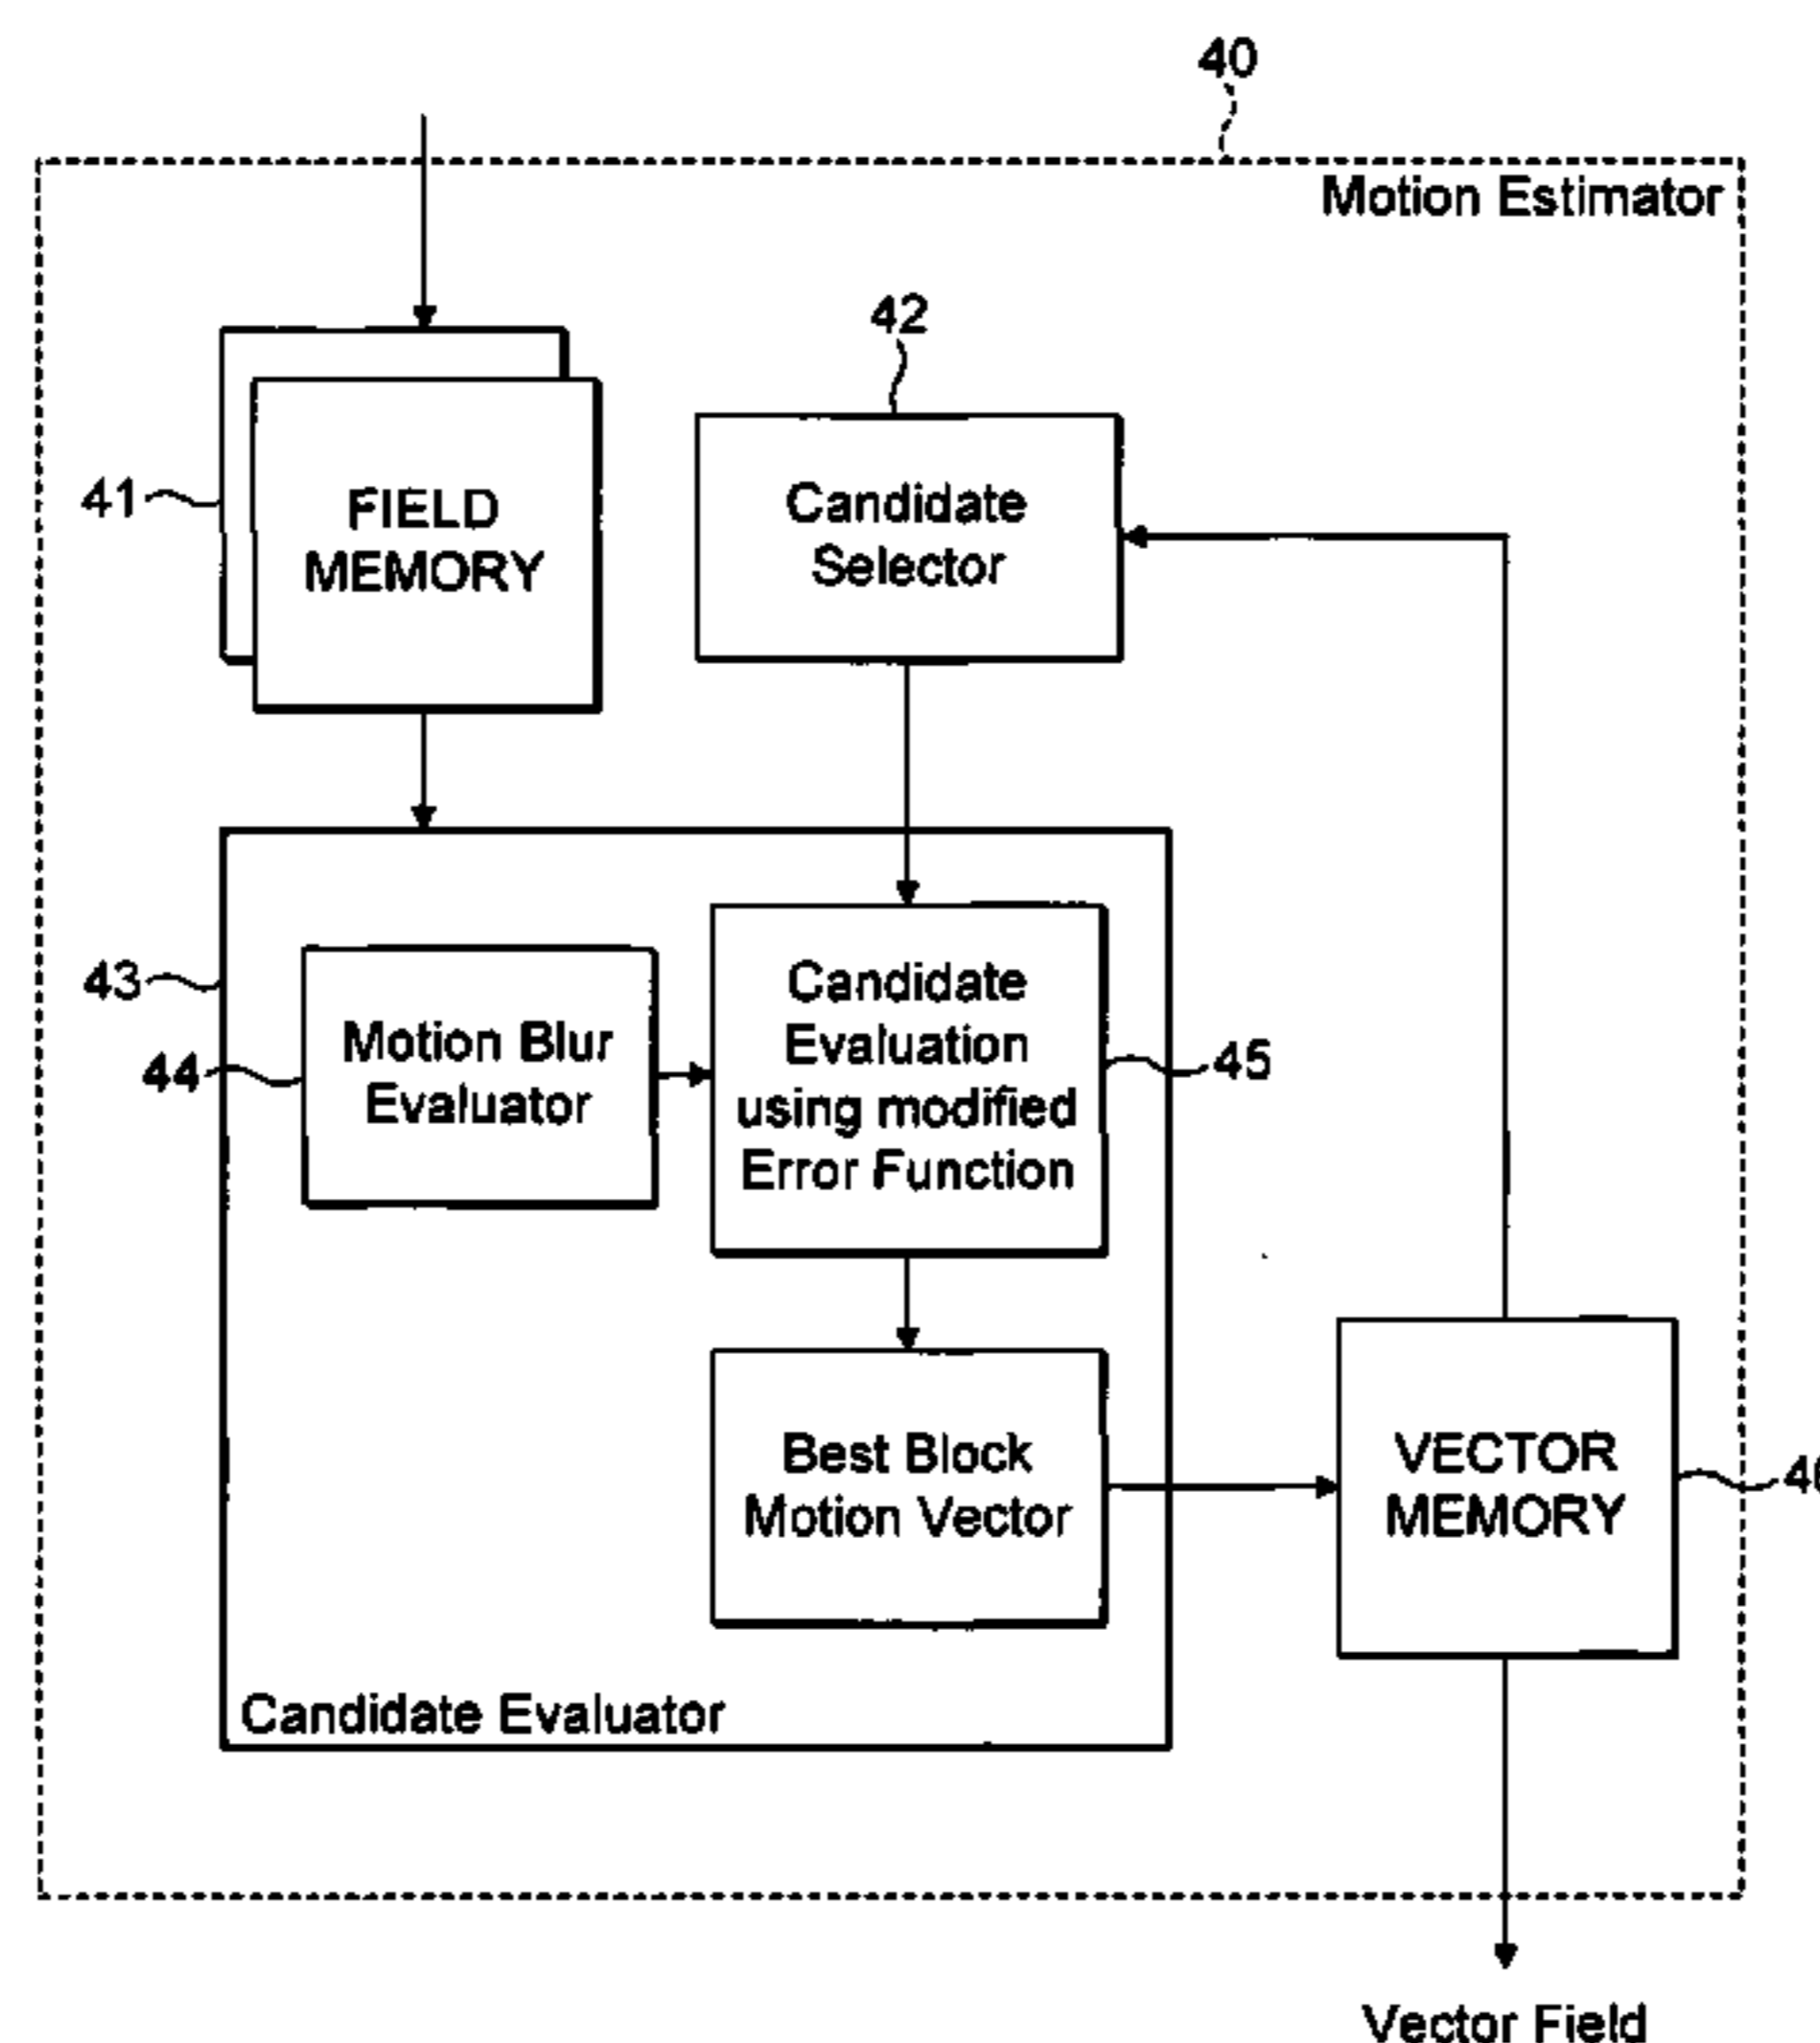 40
Motion Estimator
42
41
FIELD
MEMORY
Candidate
Selector
43
44
Motion Blur
Evaluator
Candidate
Evaluation
using modified
Error Function
45
Best Block
Motion Vector
VECTOR
MEMORY
Candidate Evaluator
Vector Field